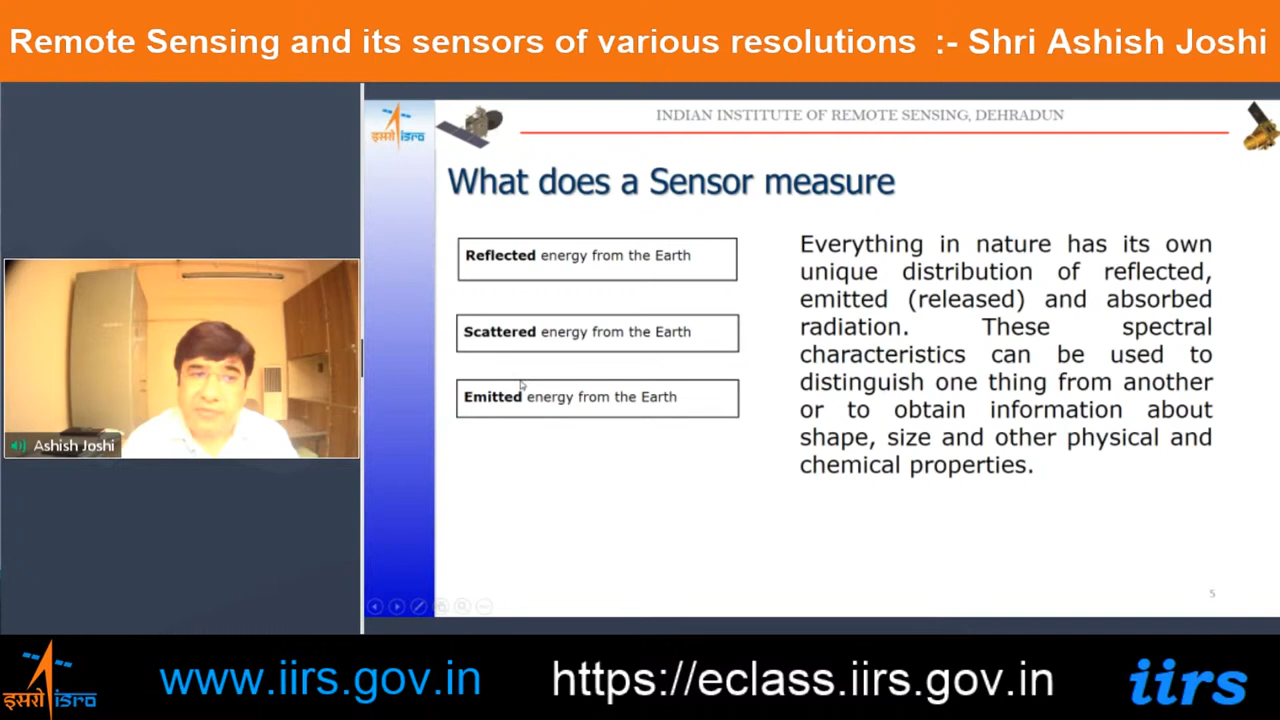 Remote Sensing and its sensors of various resolutions :- Shri Ashish Joshi
इसरो isro
INDIAN INSTITUTE OF REMOTE SENSING, DEHRADUN
What does a Sensor measure
Reflected energy from the Earth
Scattered energy from the Earth
Emitted energy from the Earth
Everything in nature has its own
unique distribution of reflected,
emitted (released) and absorbed
radiation. These spectral
characteristics can be used to
distinguish one thing from another
or to obtain information about
shape, size and other physical and
chemical properties.
Ashish Joshi
5
इसरो isro
www.iirs.gov.in
https://eclass.iirs.gov.in
iirs